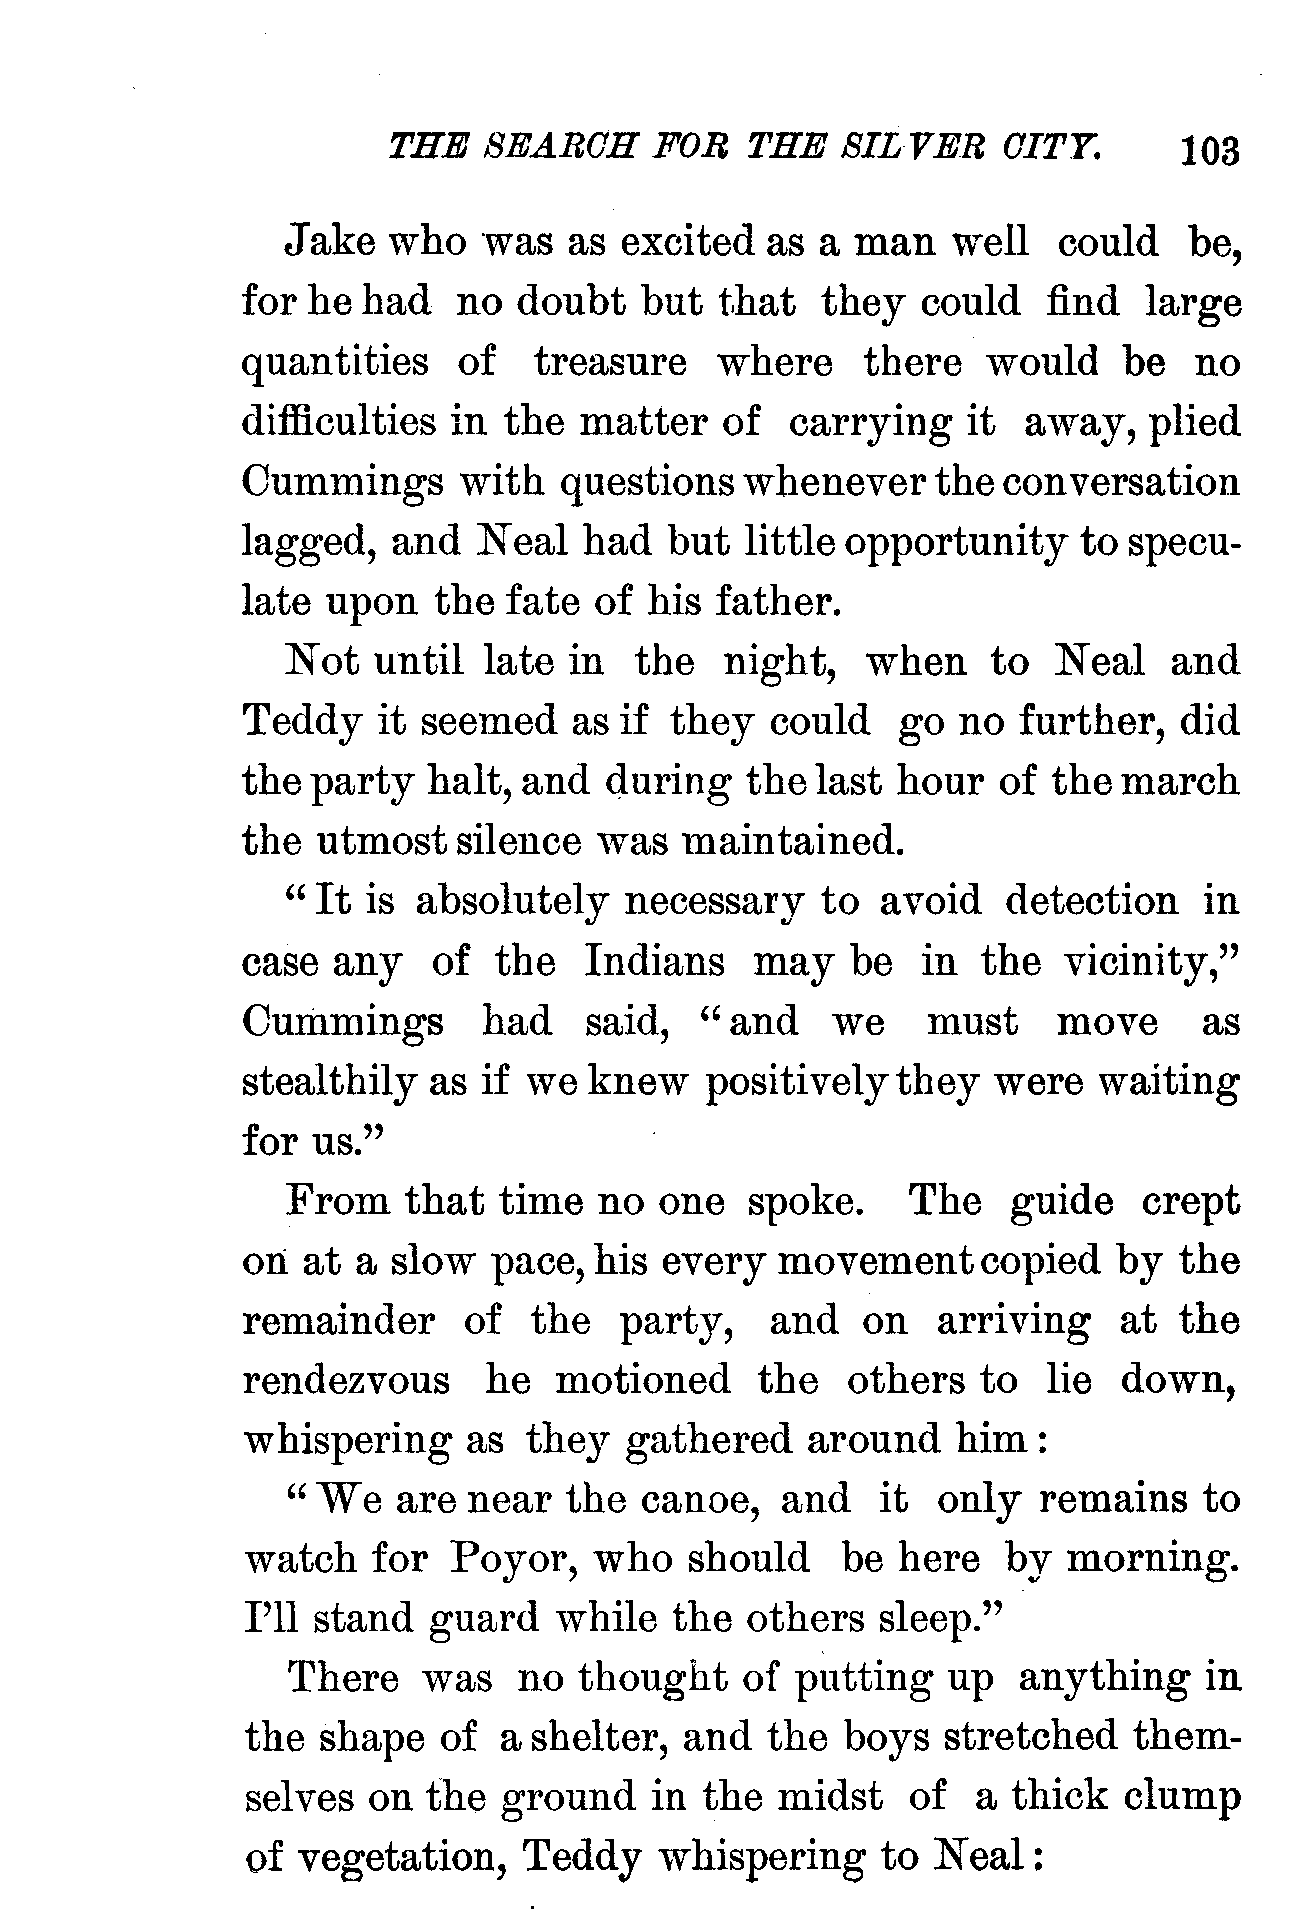 THE SEARCH FOR THE SILVER CITY. 103
Jake who was as excited as a man well could be,
for he had no doubt but that they could find large
quantities of treasure where there would be no
difficulties in the matter of carrying it away, plied
Cummings with questions whenever the conversation
lagged, and Neal had but little opportunity to specu-
late upon the fate of his father.
Not until late in the night, when to Neal and
Teddy it seemed as if they could go no further, did
the party halt, and during the last hour of the march
the utmost silence was maintained.
“ It is absolutely necessary to avoid detection in
case any of the Indians may be in the vicinity,”
Cummings had said, “ and we must move as
stealthily as if we knew positively they were waiting
for us.”
From that time no one spoke. The guide crept
on at a slow pace, his every movement copied by the
remainder of the party, and on arriving at the
rendezvous he motioned the others to lie down,
whispering as they gathered around him :
“ We are near the canoe, and it only remains to
watch for Poyor, who should be here by morning.
I’ll stand guard while the others sleep.”
There was no thought of putting up anything in
the shape of a shelter, and the boys stretched them-
selves on the ground in the midst of a thick clump
of vegetation, Teddy whispering to Neal :